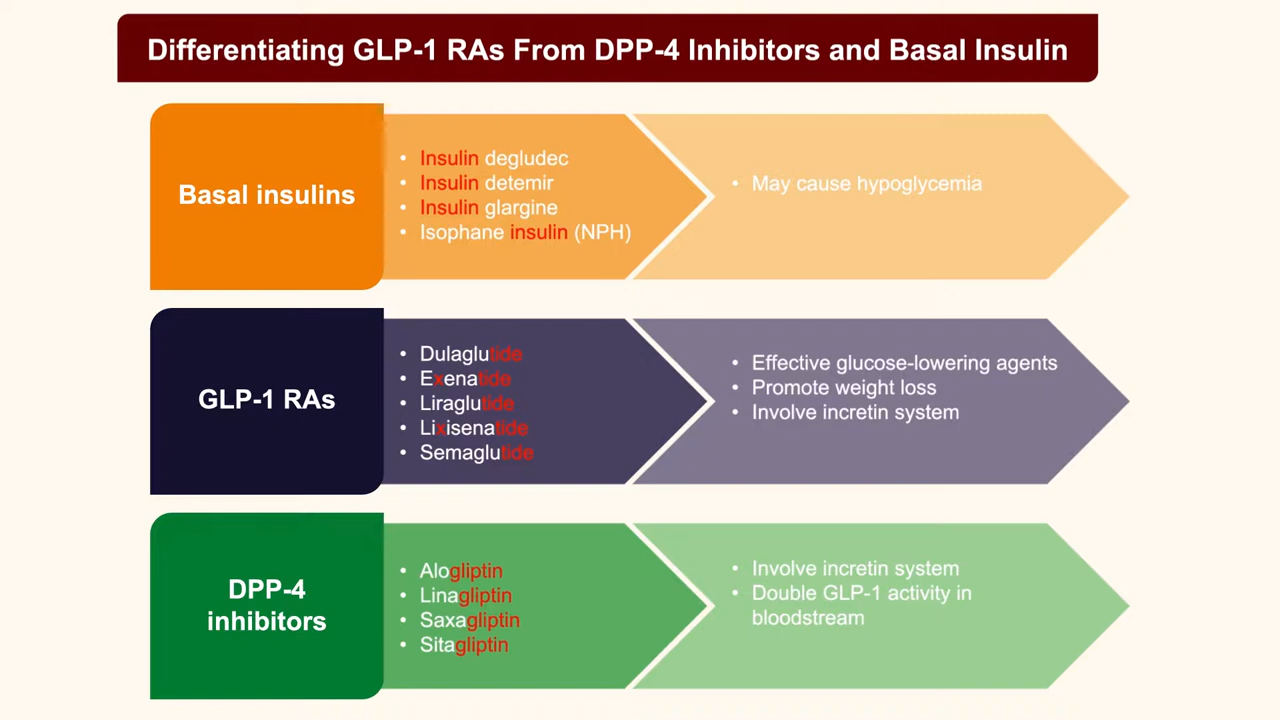 Differentiating GLP-1 RAs From DPP-4 Inhibitors and Basal Insulin
Basal insulins
• Insulin degludec
• Insulin detemir
• Insulin glargine
• Isophane insulin (NPH)
• May cause hypoglycemia
GLP-1 RAs
• Dulaglutide
• Exenatide
• Liraglutide
• Lixisenatide
• Semaglutide
• Effective glucose-lowering agents
• Promote weight loss
• Involve incretin system
DPP-4
inhibitors
• Alogliptin
• Linagliptin
• Saxagliptin
• Sitagliptin
• Involve incretin system
• Double GLP-1 activity in
bloodstream